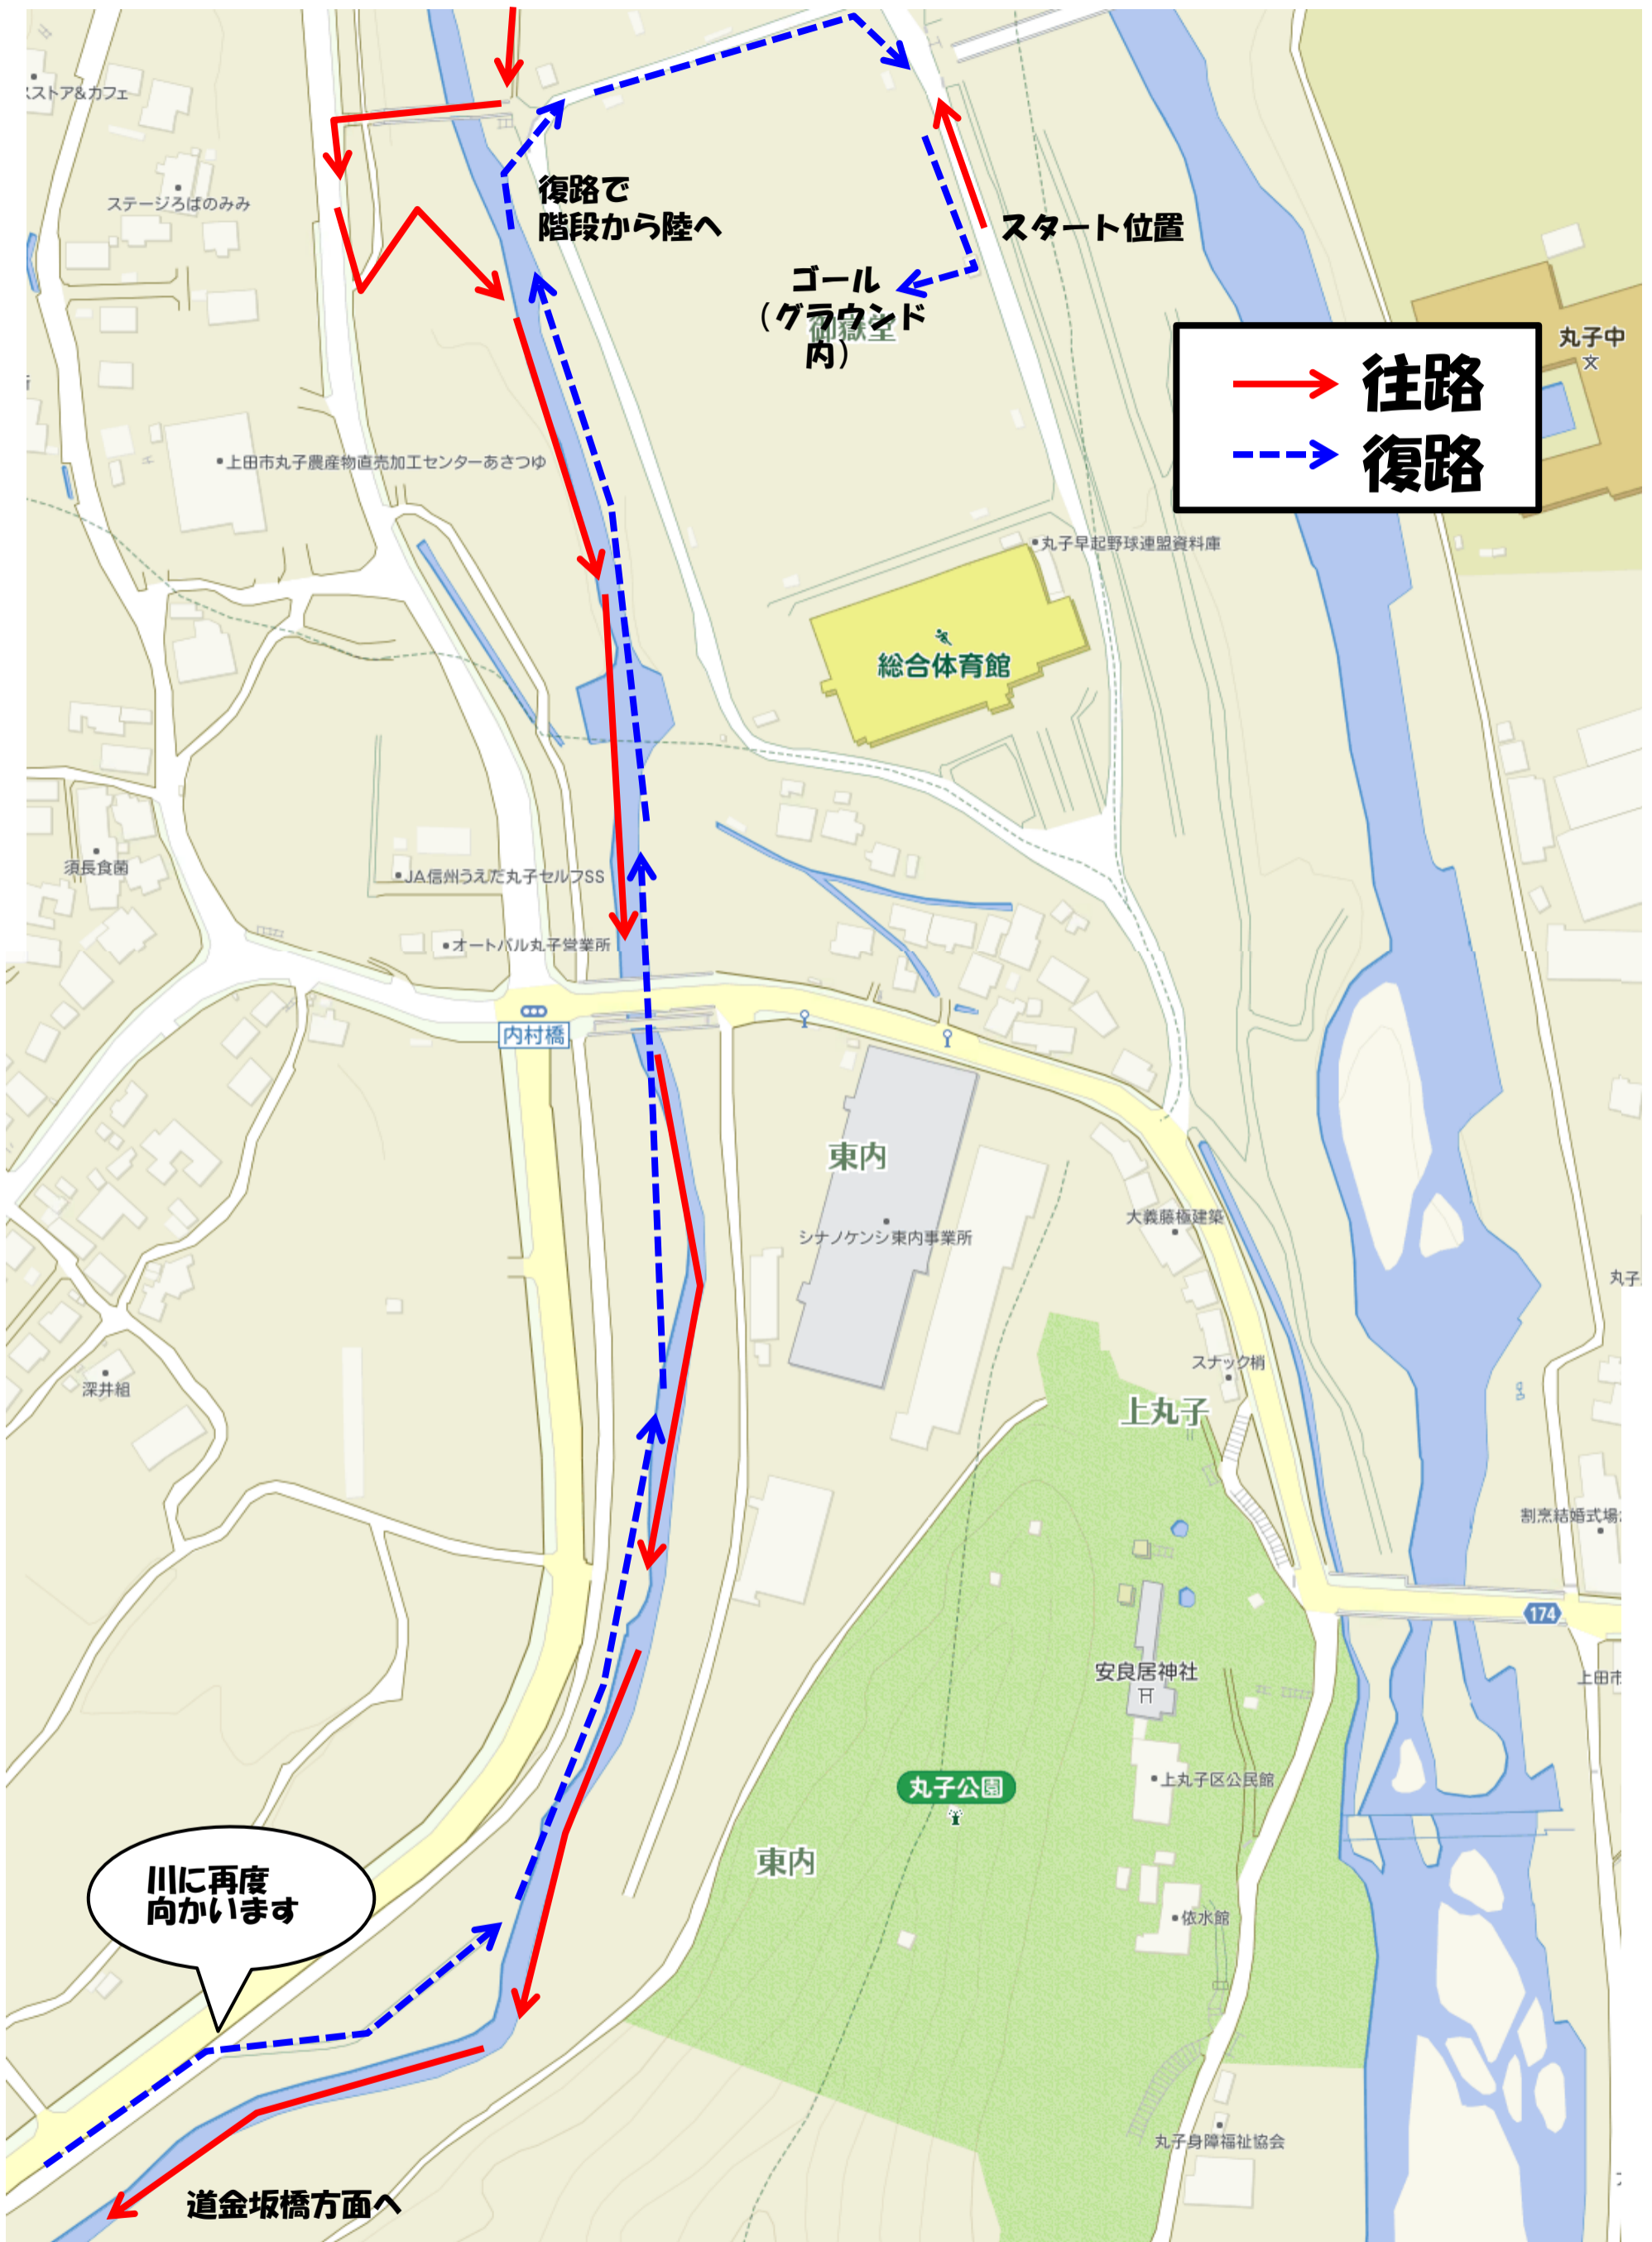 ストア&カフェ
ステージろばのみみ
復路で
階段から陸へ
スタート位置
ゴール
（グラウンド
内）
御嶽堂
往路
復路
丸子中
上田市丸子農産物直売加工センターあさつゆ
丸子早起野球連盟資料庫
総合体育館
須長食菌
JA信州うえだ丸子セルフSS
オートパル丸子営業所
内村橋
東内
シナノケンシ東内事業所
大義藤極建築
丸子
スナック梢
深井組
上丸子
割烹結婚式場
174
安良居神社
上田市
丸子公園
上丸子区公民館
東内
川に再度
向かいます
依水館
丸子身障福祉協会
道金坂橋方面へ